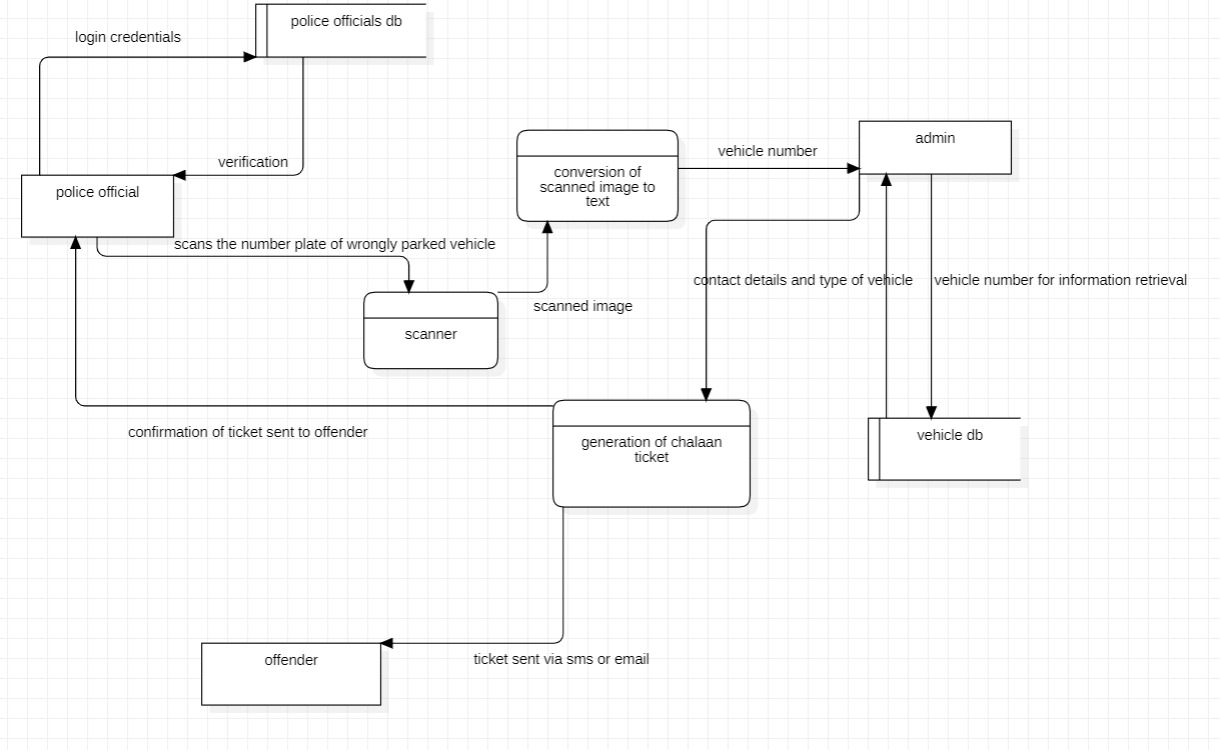 police officials db
login credentials
verification
police official
conversion of
scanned image to
text
vehicle number
admin
scans the number plate of wrongly parked vehicle
contact details and type of vehicle
vehicle number for information retrieval
scanned image
scanner
confirmation of ticket sent to offender
generation of chalaan
ticket
vehicle db
offender
ticket sent via sms or email